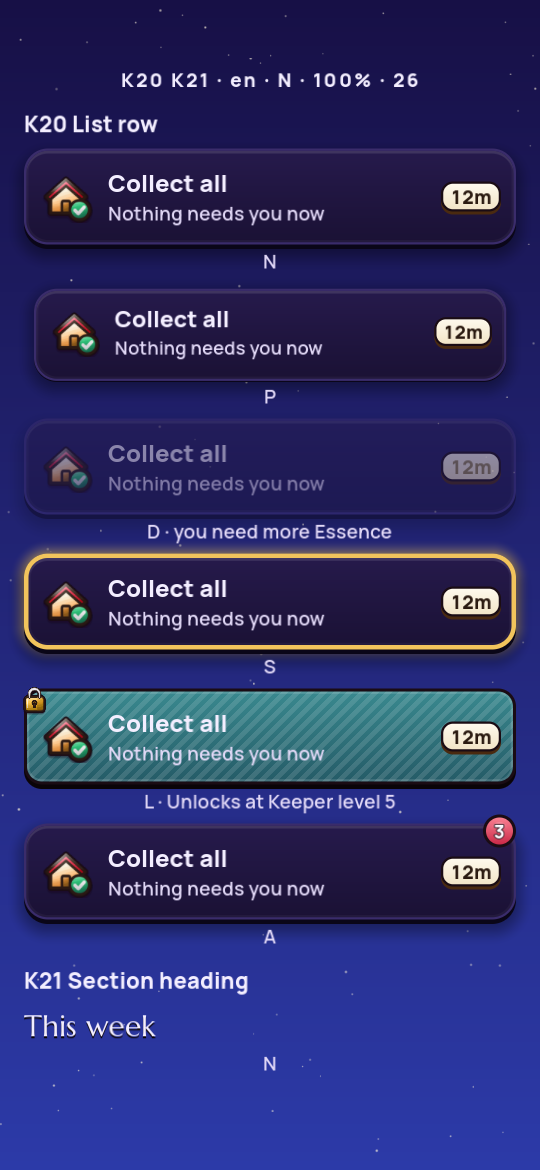 K20 K21 · en · N · 100% · 26
K20 List row
Collect all
Nothing needs you now
12m
N
Collect all
Nothing needs you now
12m
P
Collect all
Nothing needs you now
12m
D · you need more Essence
Collect all
Nothing needs you now
12m
S
Collect all
Nothing needs you now
12m
L · Unlocks at Keeper level 5
3
Collect all
Nothing needs you now
12m
A
K21 Section heading
This week
N